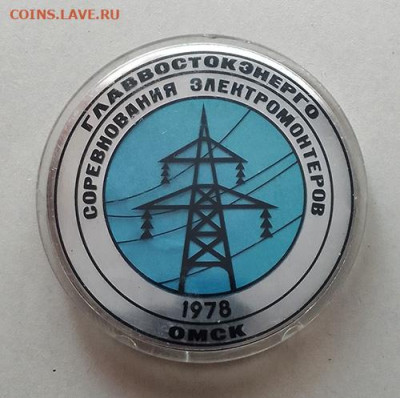 COINS.LAVE.RU
ГЛАВВОСТОКЭНЕРГО
СОРЕВНОВАНИЯ ЭЛЕКТРОМОНТЕРОВ
1978
ОМСК